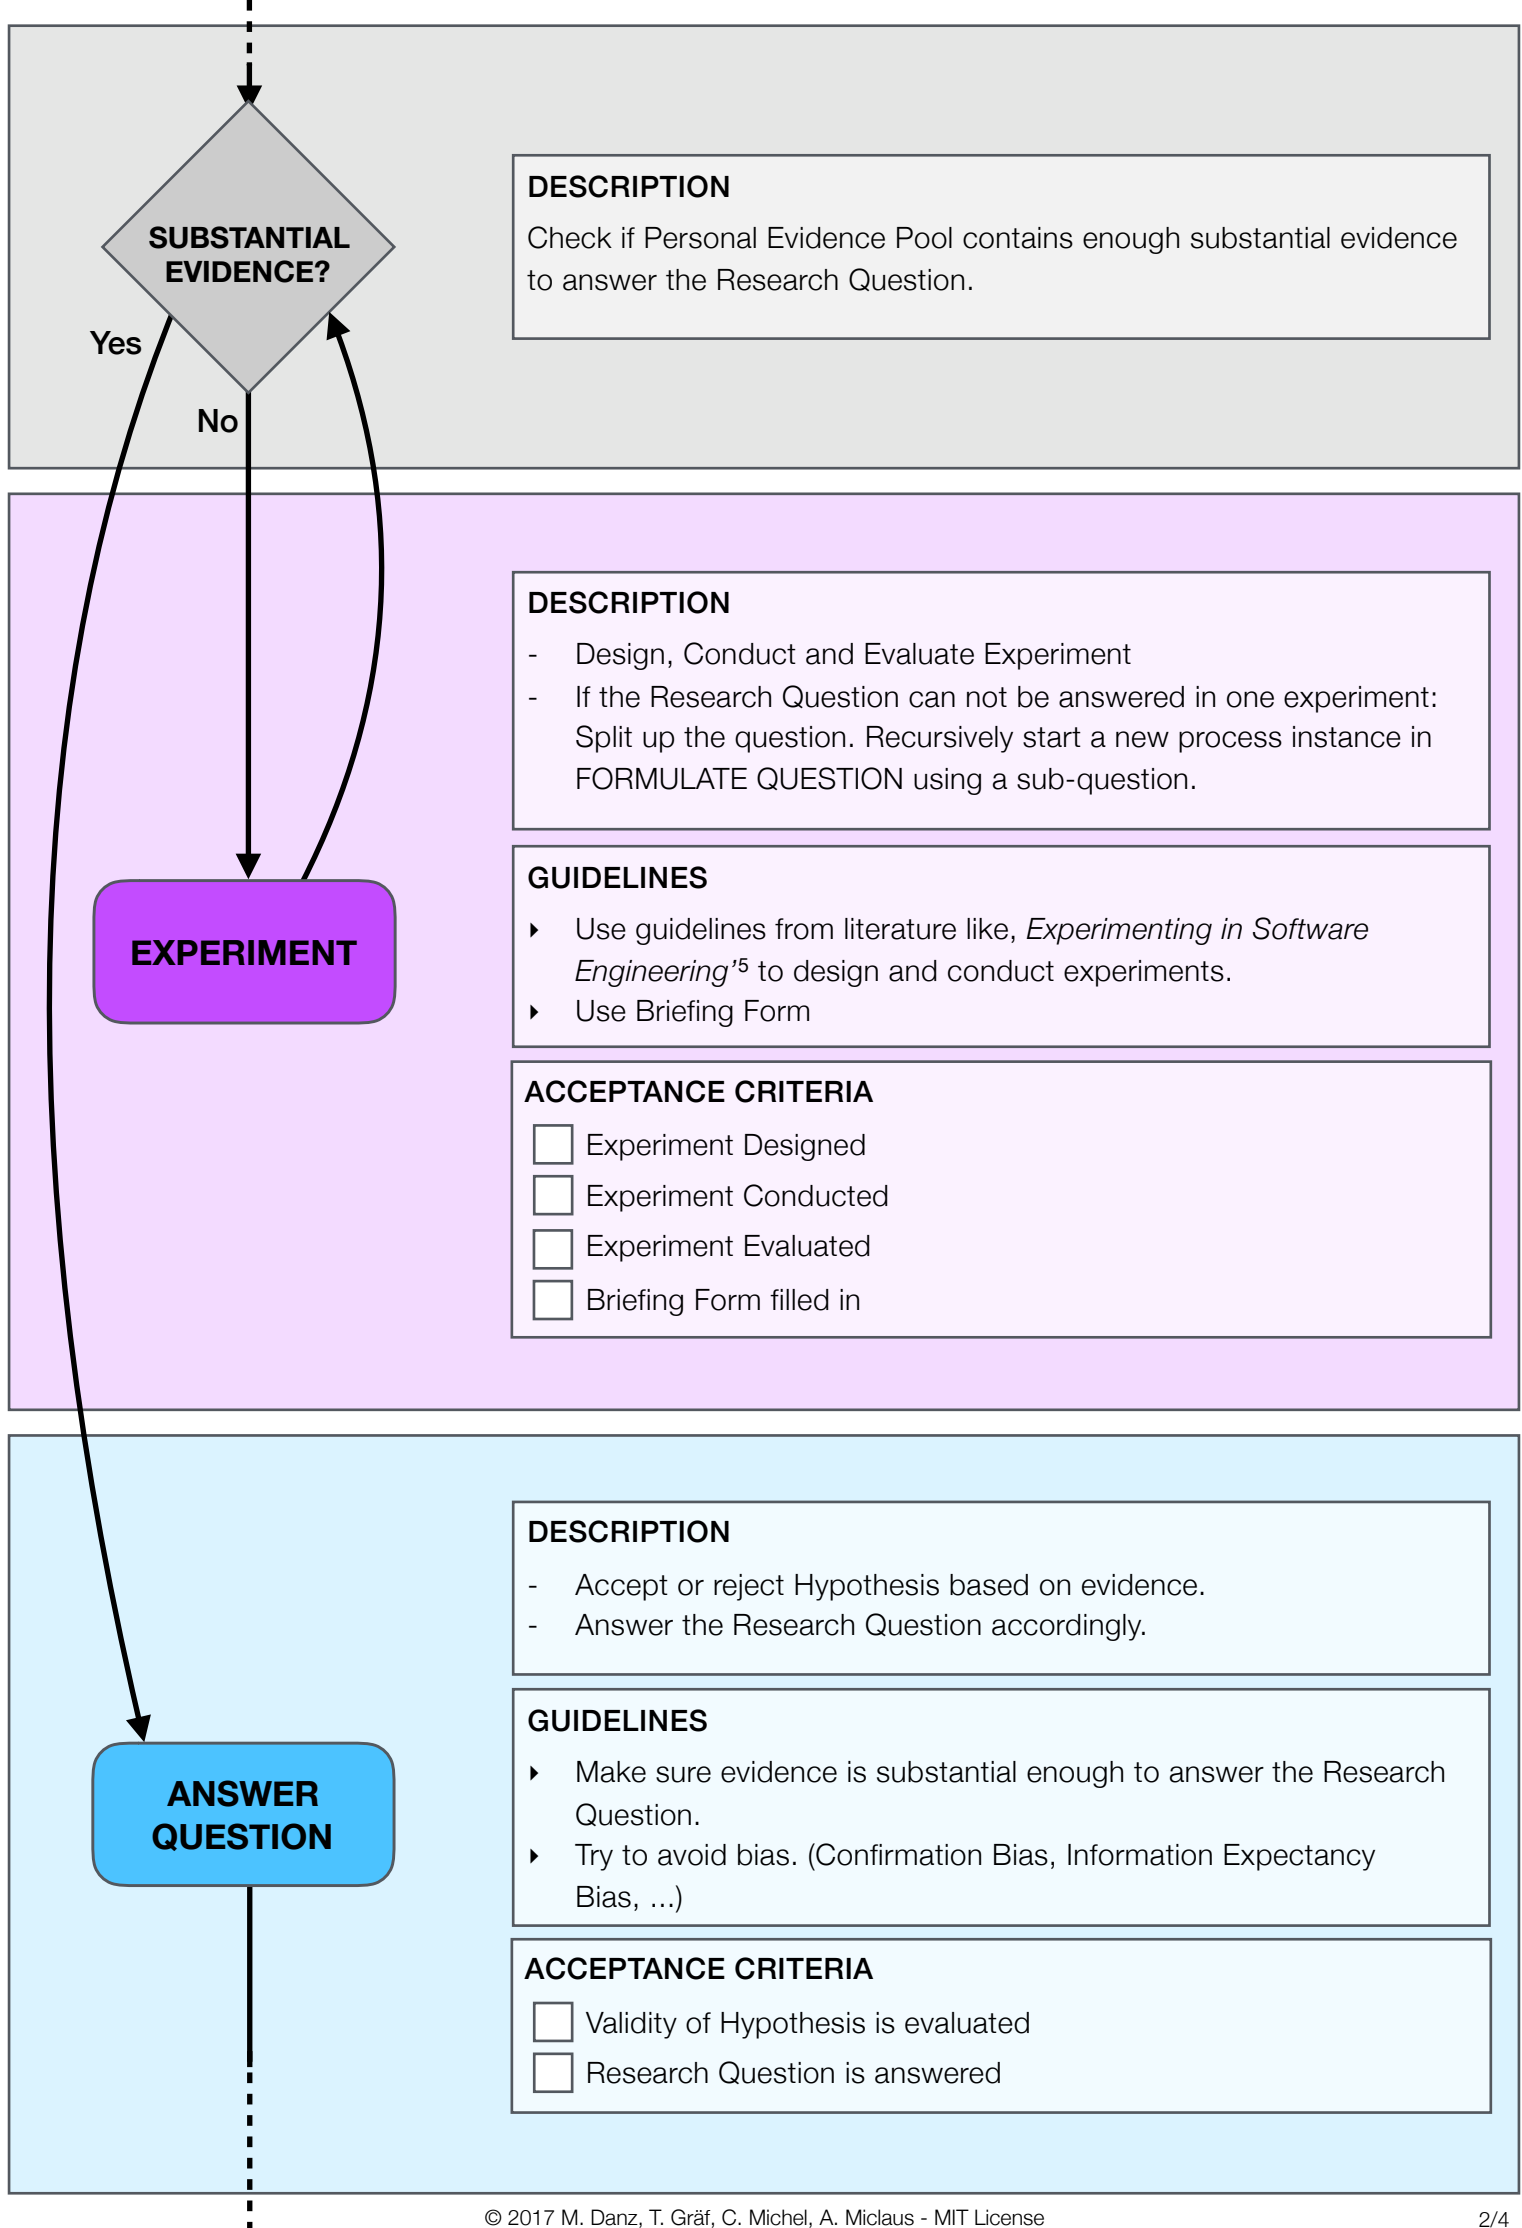 SUBSTANTIAL
EVIDENCE?
Yes
No
DESCRIPTION
Check if Personal Evidence Pool contains enough substantial evidence
to answer the Research Question.
EXPERIMENT
DESCRIPTION
- Design, Conduct and Evaluate Experiment
- If the Research Question can not be answered in one experiment:
Split up the question. Recursively start a new process instance in
FORMULATE QUESTION using a sub-question.
GUIDELINES
‣ Use guidelines from literature like, Experimenting in Software
Engineering’⁵ to design and conduct experiments.
‣ Use Briefing Form
ACCEPTANCE CRITERIA
Experiment Designed
Experiment Conducted
Experiment Evaluated
Briefing Form filled in
ANSWER
QUESTION
DESCRIPTION
- Accept or reject Hypothesis based on evidence.
- Answer the Research Question accordingly.
GUIDELINES
‣ Make sure evidence is substantial enough to answer the Research
Question.
‣ Try to avoid bias. (Confirmation Bias, Information Expectancy
Bias, ...)
ACCEPTANCE CRITERIA
Validity of Hypothesis is evaluated
Research Question is answered
© 2017 M. Danz, T. Gräf, C. Michel, A. Miclaus - MIT License
2/4